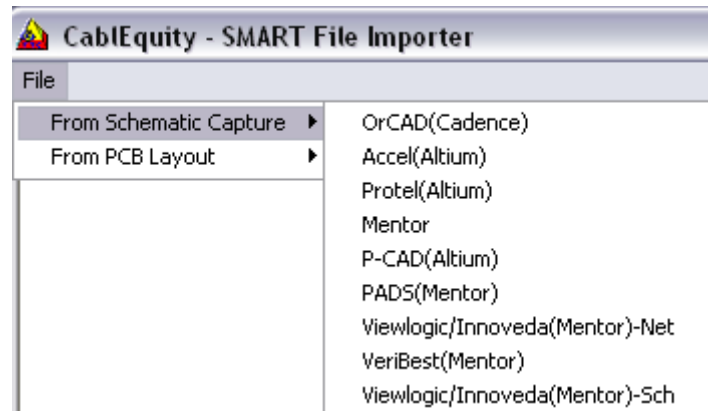 CablEquity - SMART File Importer
File
From Schematic Capture
From PCB Layout
OrCAD(Cadence)
Accel(Altium)
Protel(Altium)
Mentor
P-CAD(Altium)
PADS(Mentor)
Viewlogic/Innoveda(Mentor)-Net
VeriBest(Mentor)
Viewlogic/Innoveda(Mentor)-Sch